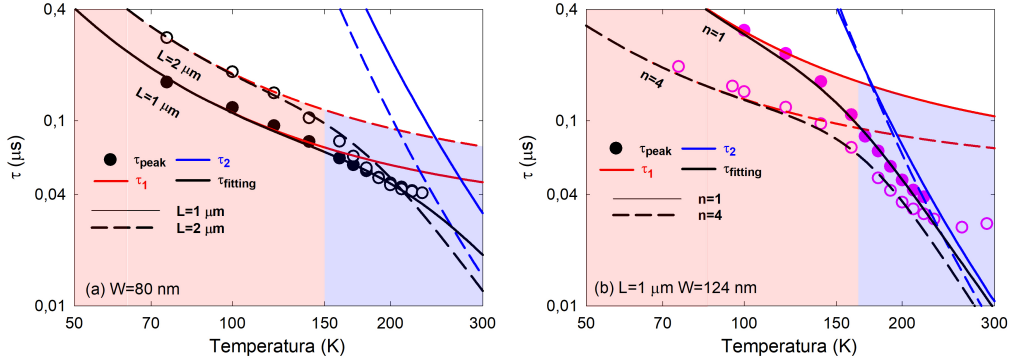 0,4
0,1
0,04
0,01
τ (μs)
L=2 μm
L=1 μm
τpeak
τ2
τ1
τfitting
L=1 μm
L=2 μm
(a) W=80 nm
50
70
100
150
200
300
Temperatura (K)
0,4
0,1
0,04
0,01
τ (μs)
n=1
n=4
τpeak
τ2
τ1
τfitting
n=1
n=4
(b) L=1 μm W=124 nm
50
70
100
150
200
300
Temperatura (K)